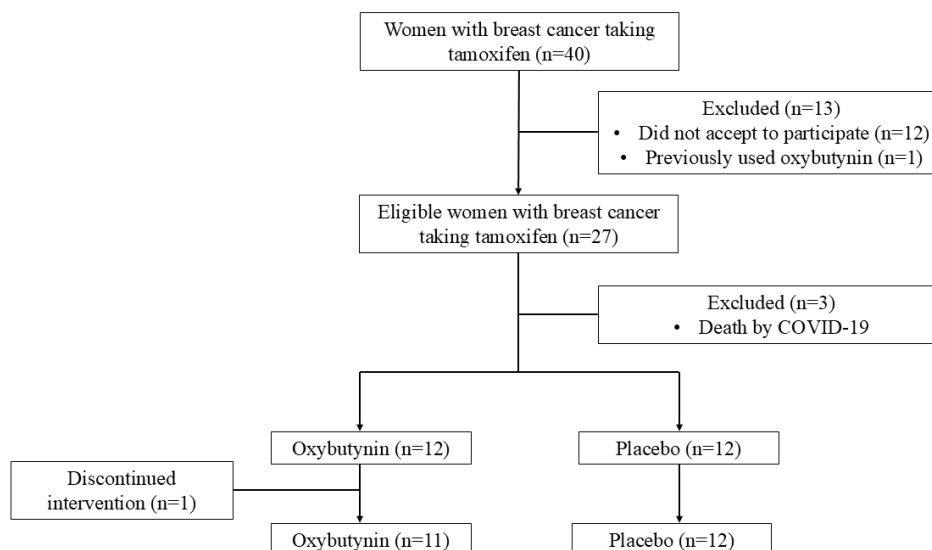 Women with breast cancer taking
tamoxifen (n=40)
Excluded (n=13)
• Did not accept to participate (n=12)
• Previously used oxybutynin (n=1)
Eligible women with breast cancer
taking tamoxifen (n=27)
Excluded (n=3)
• Death by COVID-19
Oxybutynin (n=12)
Placebo (n=12)
Discontinued
intervention (n=1)
Oxybutynin (n=11)
Placebo (n=12)